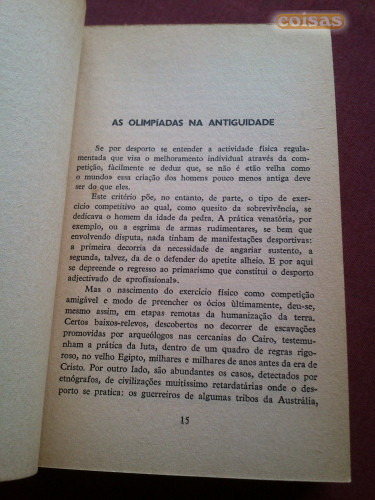 coisas
AS OLIMPÍADAS NA ANTIGUIDADE
Se por desporto se entender a actividade física regula-
mentada que visa o melhoramento individual através da com-
petição, fàcilmente se deduz que, se não é «tão velha como
o mundo» essa criação dos homens pouco menos antiga deve
ser do que eles.
Este critério põe, no entanto, de parte, o tipo de exer-
cício competitivo ao qual, como quesito da sobrevivência, se
dedicava o homem da idade da pedra. A prática venatória, por
exemplo, ou a esgrima de armas rudimentares, se bem que
envolvendo disputa, nada tinham de manifestações desportivas:
a primeira decorria da necessidade de angariar sustento, a
segunda, talvez, da de o defender do apetite alheio. E por aqui
se depreende o regresso ao primarismo que constitui o desporto
adjectivado de «profissional».
Mas o nascimento do exercício físico como competição
amigável e modo de preencher os ócios ùltimamente, deu-se,
mesmo assim, em etapas remotas da humanização da terra.
Certos baixos-relevos, descobertos no decorrer de escavações
promovidas por arqueólogos nas cercanias do Cairo, testemu-
nham a prática da luta, dentro de um quadro de regras rigo-
roso, no velho Egipto, milhares e milhares de anos antes da era de
Cristo. Por outro lado, são abundantes os casos, detectados por
etnógrafos, de civilizações muitíssimo retardatárias onde o des-
porto se pratica: os guerreiros de algumas tribos da Austrália,
15